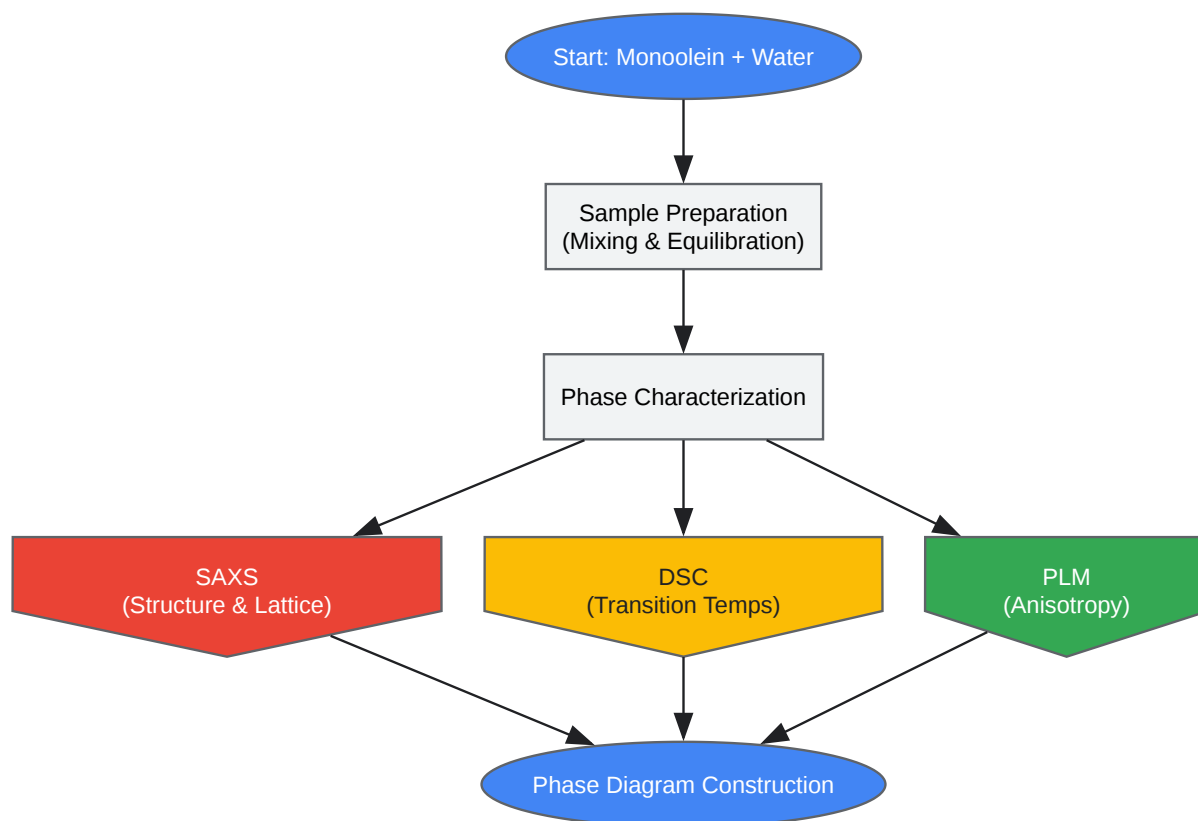 Start: Monoolein + Water
Sample Preparation
(Mixing & Equilibration)
Phase Characterization
SAXS
(Structure & Lattice)
DSC
(Transition Temps)
PLM
(Anisotropy)
Phase Diagram Construction